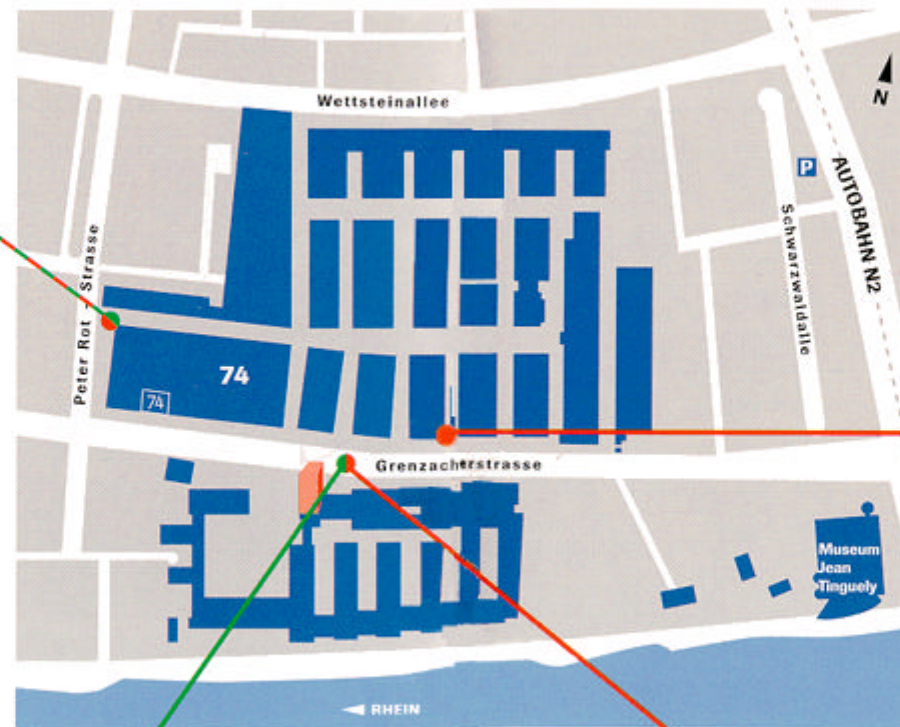 Wettsteinallee
N
P
AUTOBAHN N2
Schwarzwaldalle
Peter Rot - Strasse
74
74
Grenzacherstrasse
Museum
Jean
Tinguely
RHEIN